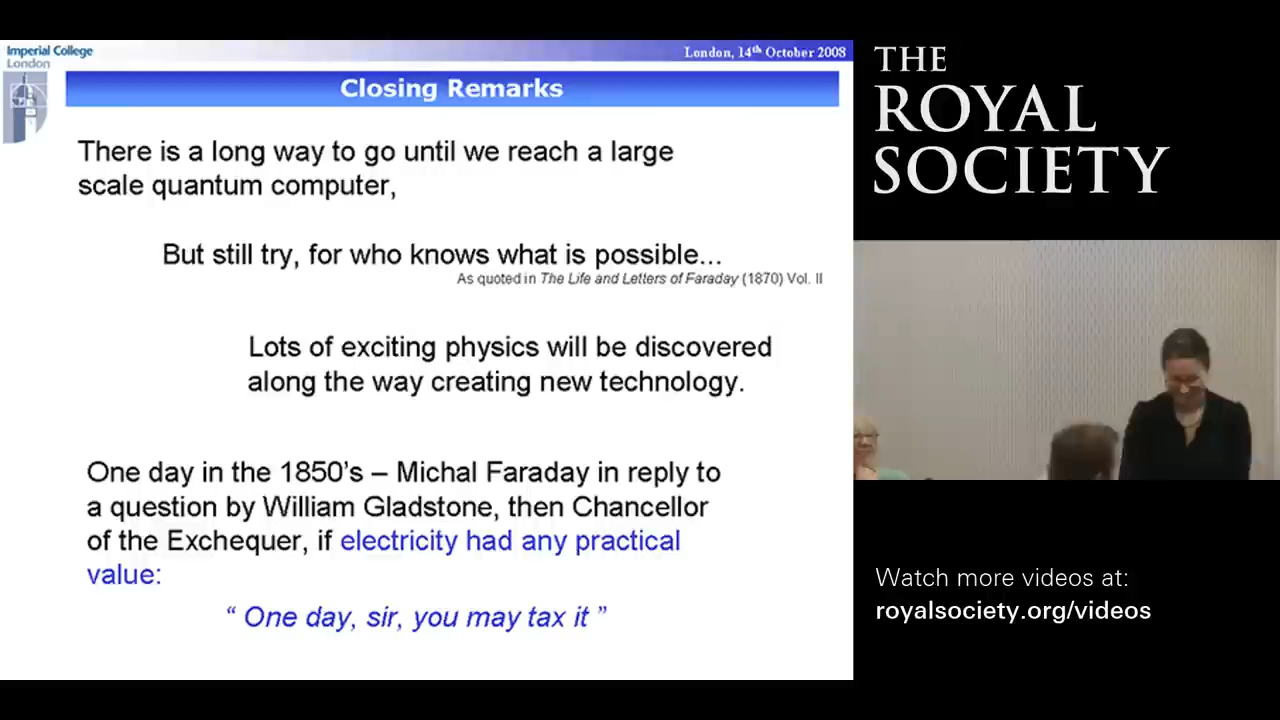 Imperial College
London
London, 14th October 2008
Closing Remarks
There is a long way to go until we reach a large
scale quantum computer,
But still try, for who knows what is possible...
As quoted in The Life and Letters of Faraday (1870) Vol. II
Lots of exciting physics will be discovered
along the way creating new technology.
One day in the 1850's – Michal Faraday in reply to
a question by William Gladstone, then Chancellor
of the Exchequer, if electricity had any practical
value:
“ One day, sir, you may tax it ”
THE
ROYAL
SOCIETY
Watch more videos at:
royalsociety.org/videos